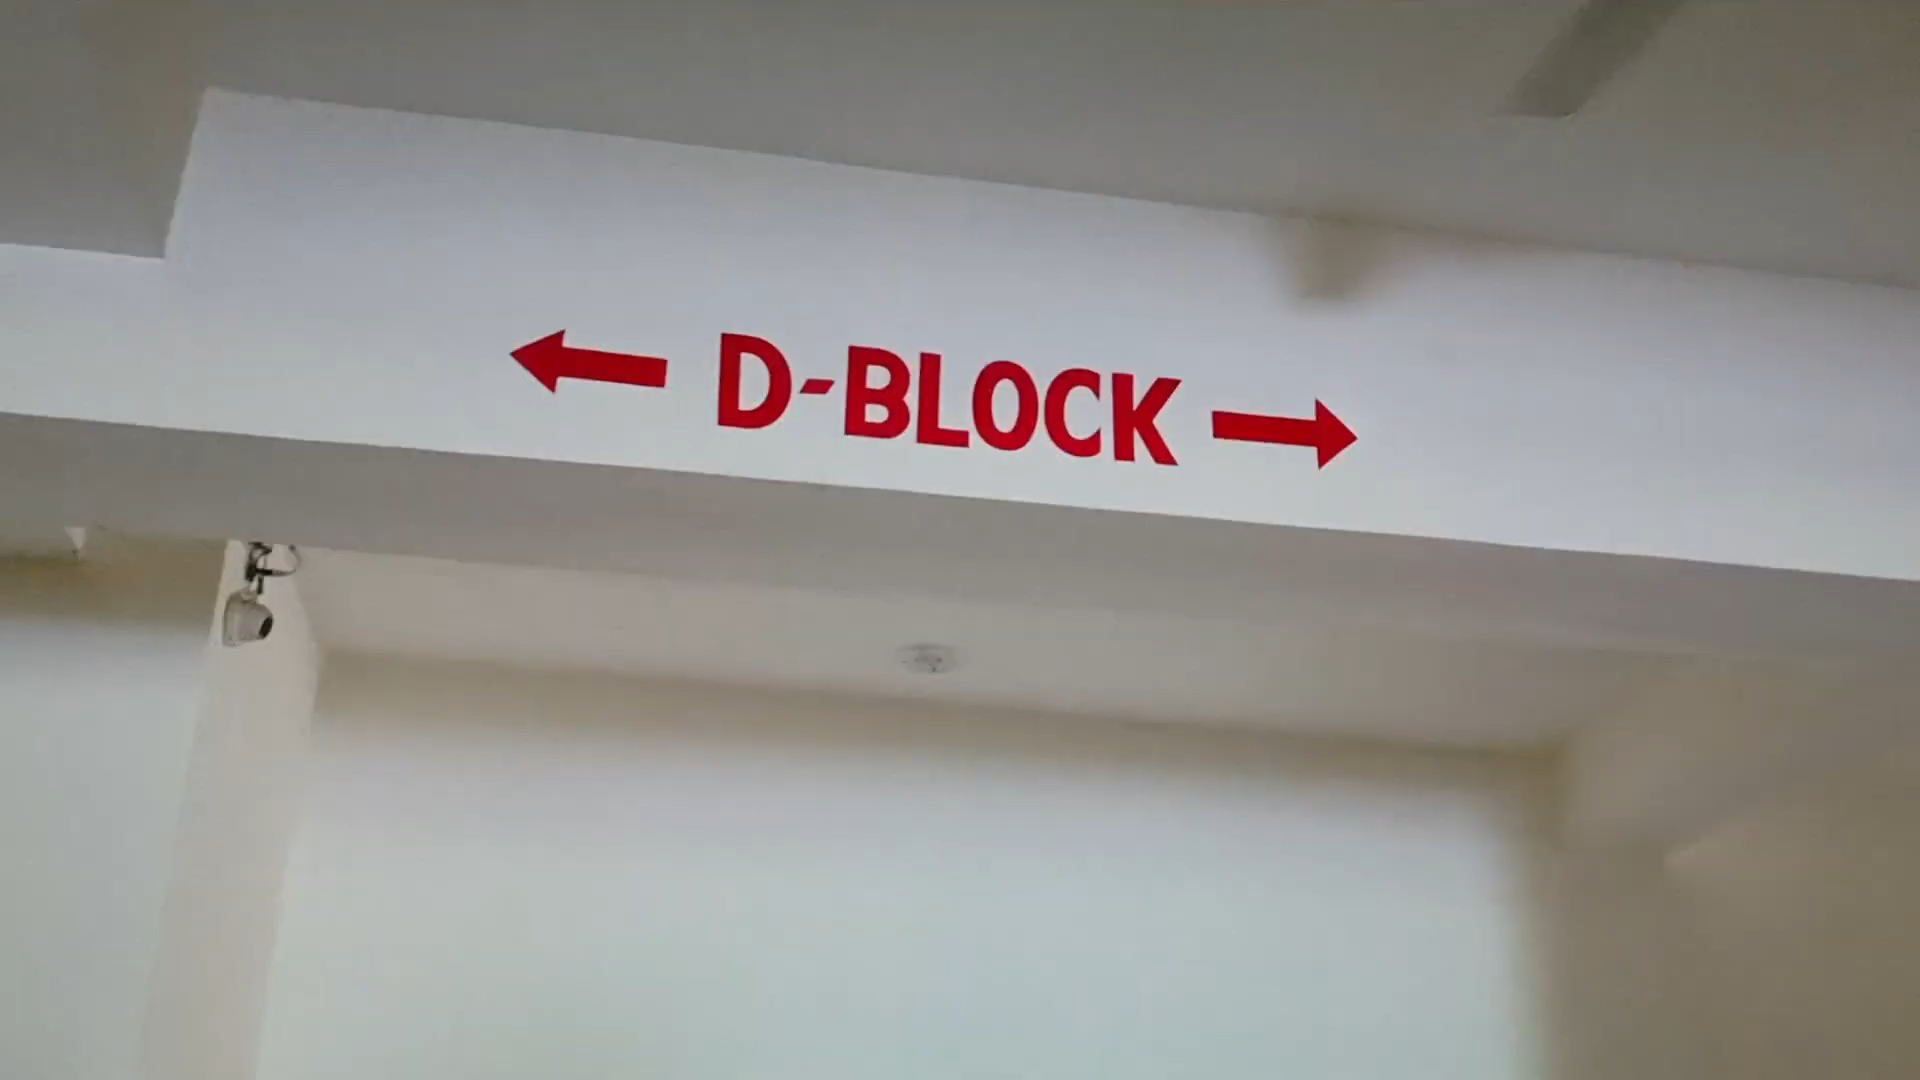 ← D-BLOCK →